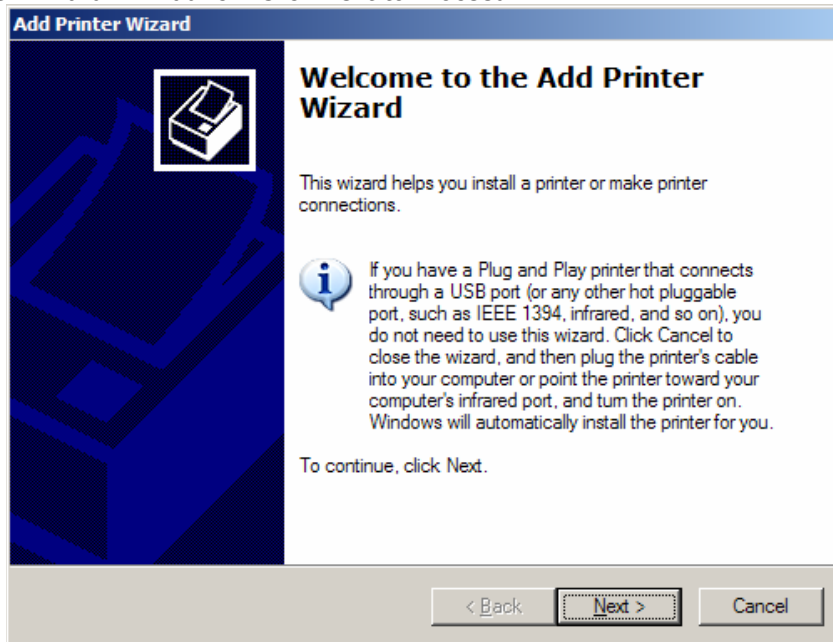 Add Printer Wizard
Welcome to the Add Printer
Wizard
This wizard helps you install a printer or make printer
connections.
If you have a Plug and Play printer that connects
through a USB port (or any other hot pluggable
port, such as IEEE 1394, infrared, and so on), you
do not need to use this wizard. Click Cancel to
close the wizard, and then plug the printer's cable
into your computer or point the printer toward your
computer's infrared port, and turn the printer on.
Windows will automatically install the printer for you.
To continue, click Next.
< Back Next > Cancel